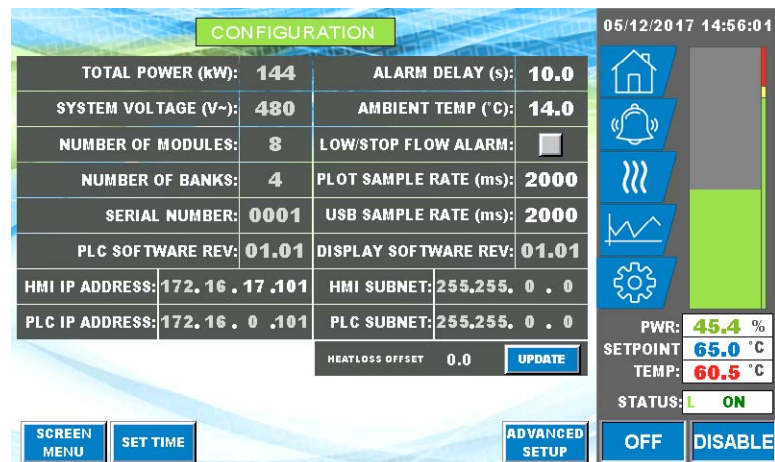 CONFIGURATION
05/12/2017 14:56:01
TOTAL POWER (kW): 144 ALARM DELAY (s): 10.0
SYSTEM VOLTAGE (V~): 480 AMBIENT TEMP (°C): 14.0
NUMBER OF MODULES: 8 LOW/STOP FLOW ALARM:
NUMBER OF BANKS: 4 PLOT SAMPLE RATE (ms): 2000
SERIAL NUMBER: 0001 USB SAMPLE RATE (ms): 2000
PLC SOFTWARE REV: 01.01 DISPLAY SOFTWARE REV: 01.01
HMI IP ADDRESS: 172.16.17.101 HMI SUBNET: 255.255.0.0
PLC IP ADDRESS: 172.16.0.101 PLC SUBNET: 255.255.0.0
HEATLOSS OFFSET 0.0 UPDATE
PWR: 45.4 %
SETPOINT 65.0 °C
TEMP: 60.5 °C
STATUS: L ON
SCREEN
MENU
SET TIME
ADVANCED
SETUP
OFF
DISABLE